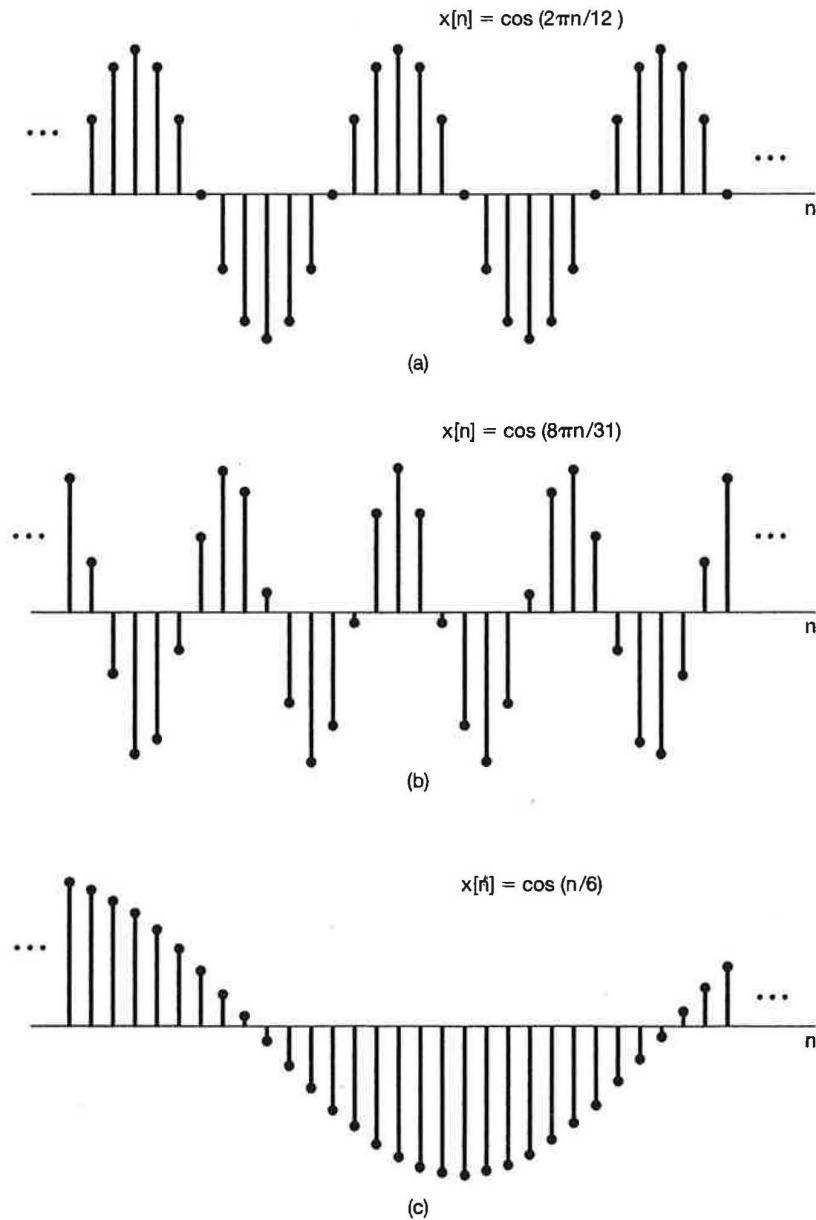 x[n] = cos (2πn/12 )
...
...
n
(a)
x[n] = cos (8πn/31)
...
...
n
(b)
x[n] = cos (n/6)
...
...
n
(c)